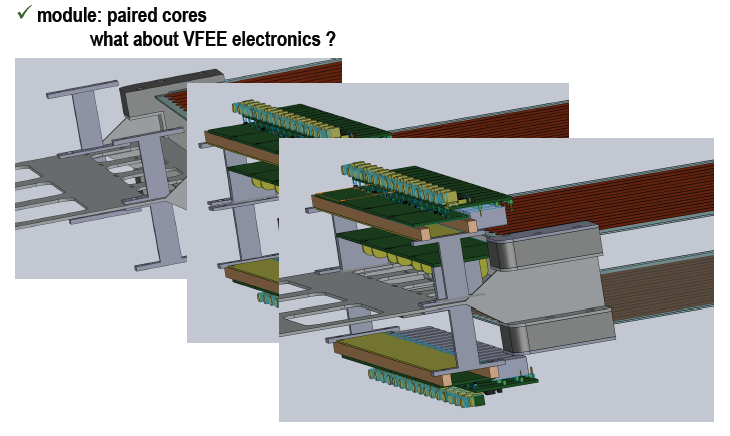 ✓ module: paired cores
what about VFEE electronics ?